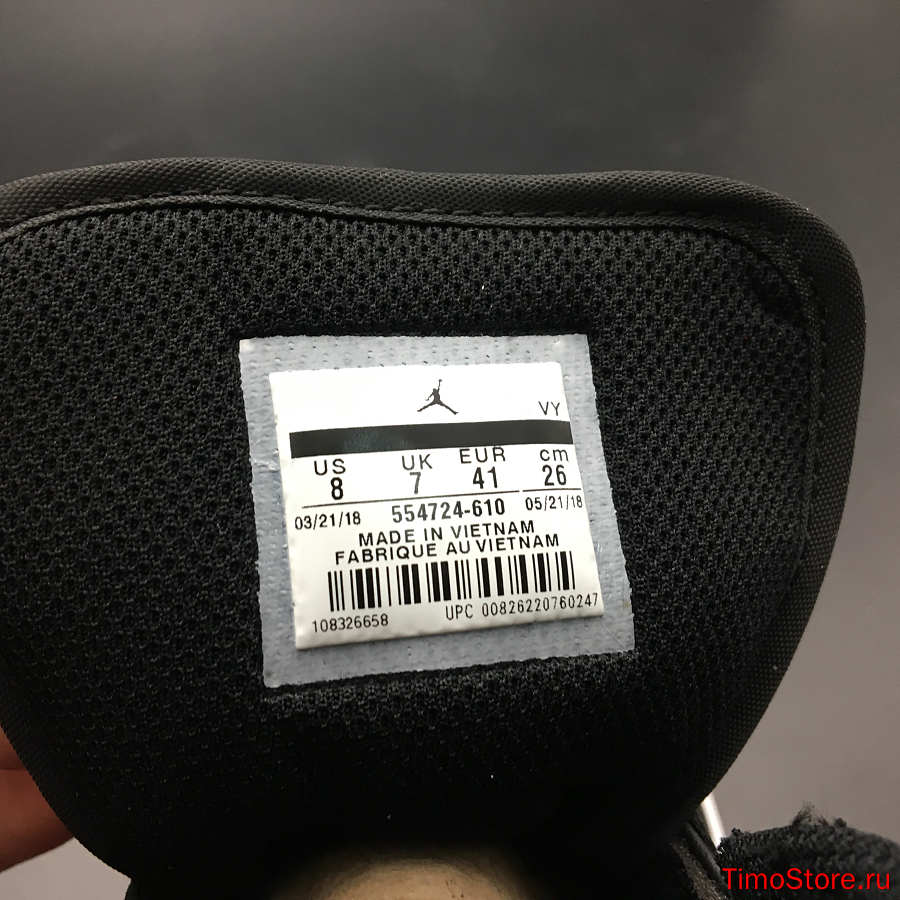 VY
US UK EUR cm
8 7 41 26
03/21/18 554724-610 05/21/18
MADE IN VIETNAM
FABRIQUE AU VIETNAM
108326658 UPC 00826220760247
TimoStore.ru